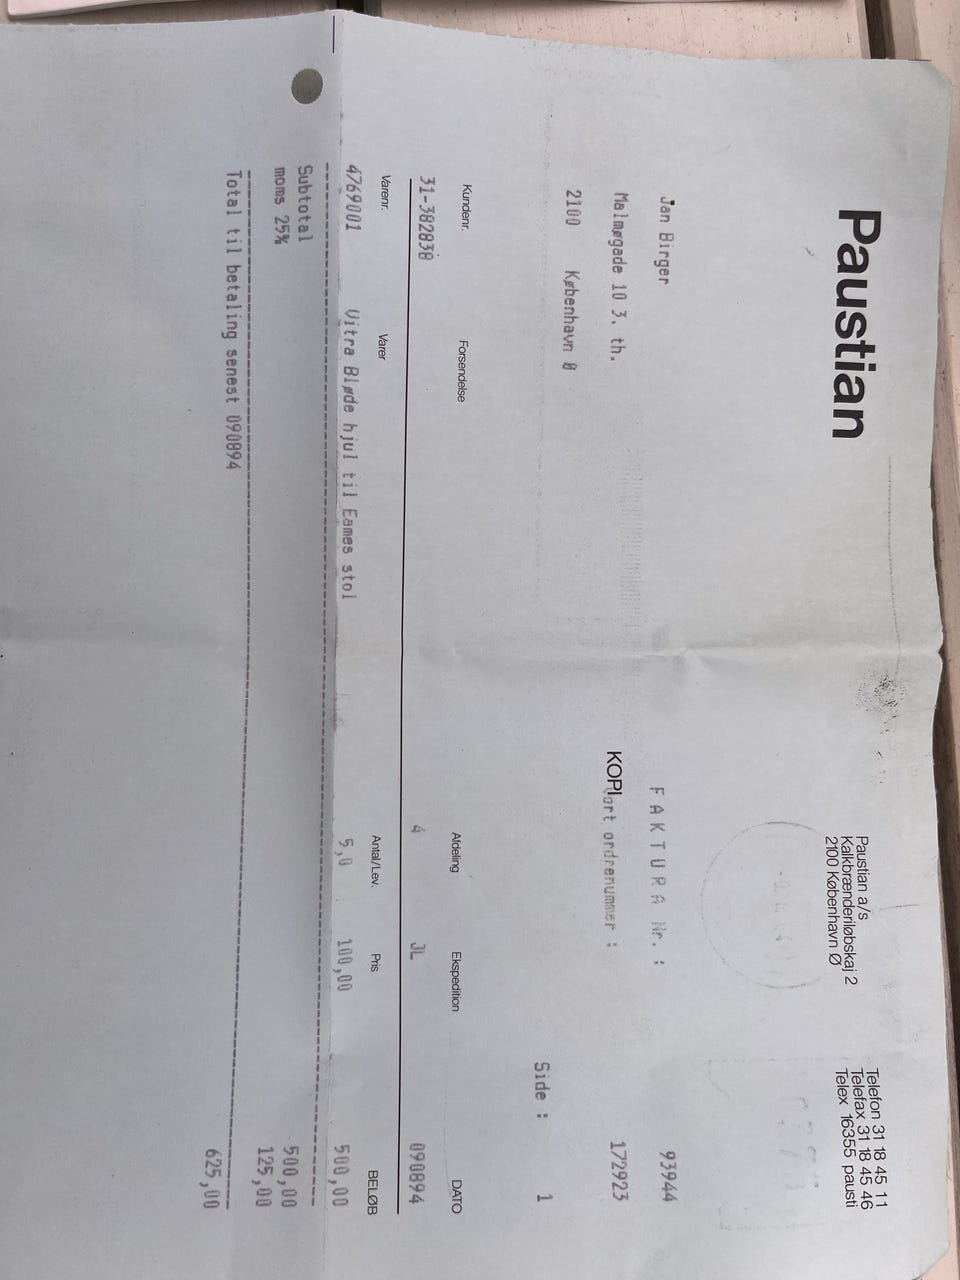 Paustian
Paustian a/s
Kalkbrænderiløbskaj 2
2100 København Ø
Telefon 31 18 45 11
Telefax 31 18 45 46
Telex 16355 pausti
Jan Birger
FAKTURA Nr. : 93944
Malmøgade 10 3. th.
KOPI ort ordrenummer : 172923
2100 København Ø
Side : 1
Kundenr. Forsendelse Afdeling Ekspedition DATO
31-382838 4 JL 090894
Varenr. Varer Antal/Lev. Pris BELØB
4769001 Vitra Bløde hjul til Eames stol 5,0 100,00 500,00
Subtotal 500,00
moms 25% 125,00
Total til betaling senest 090894 625,00